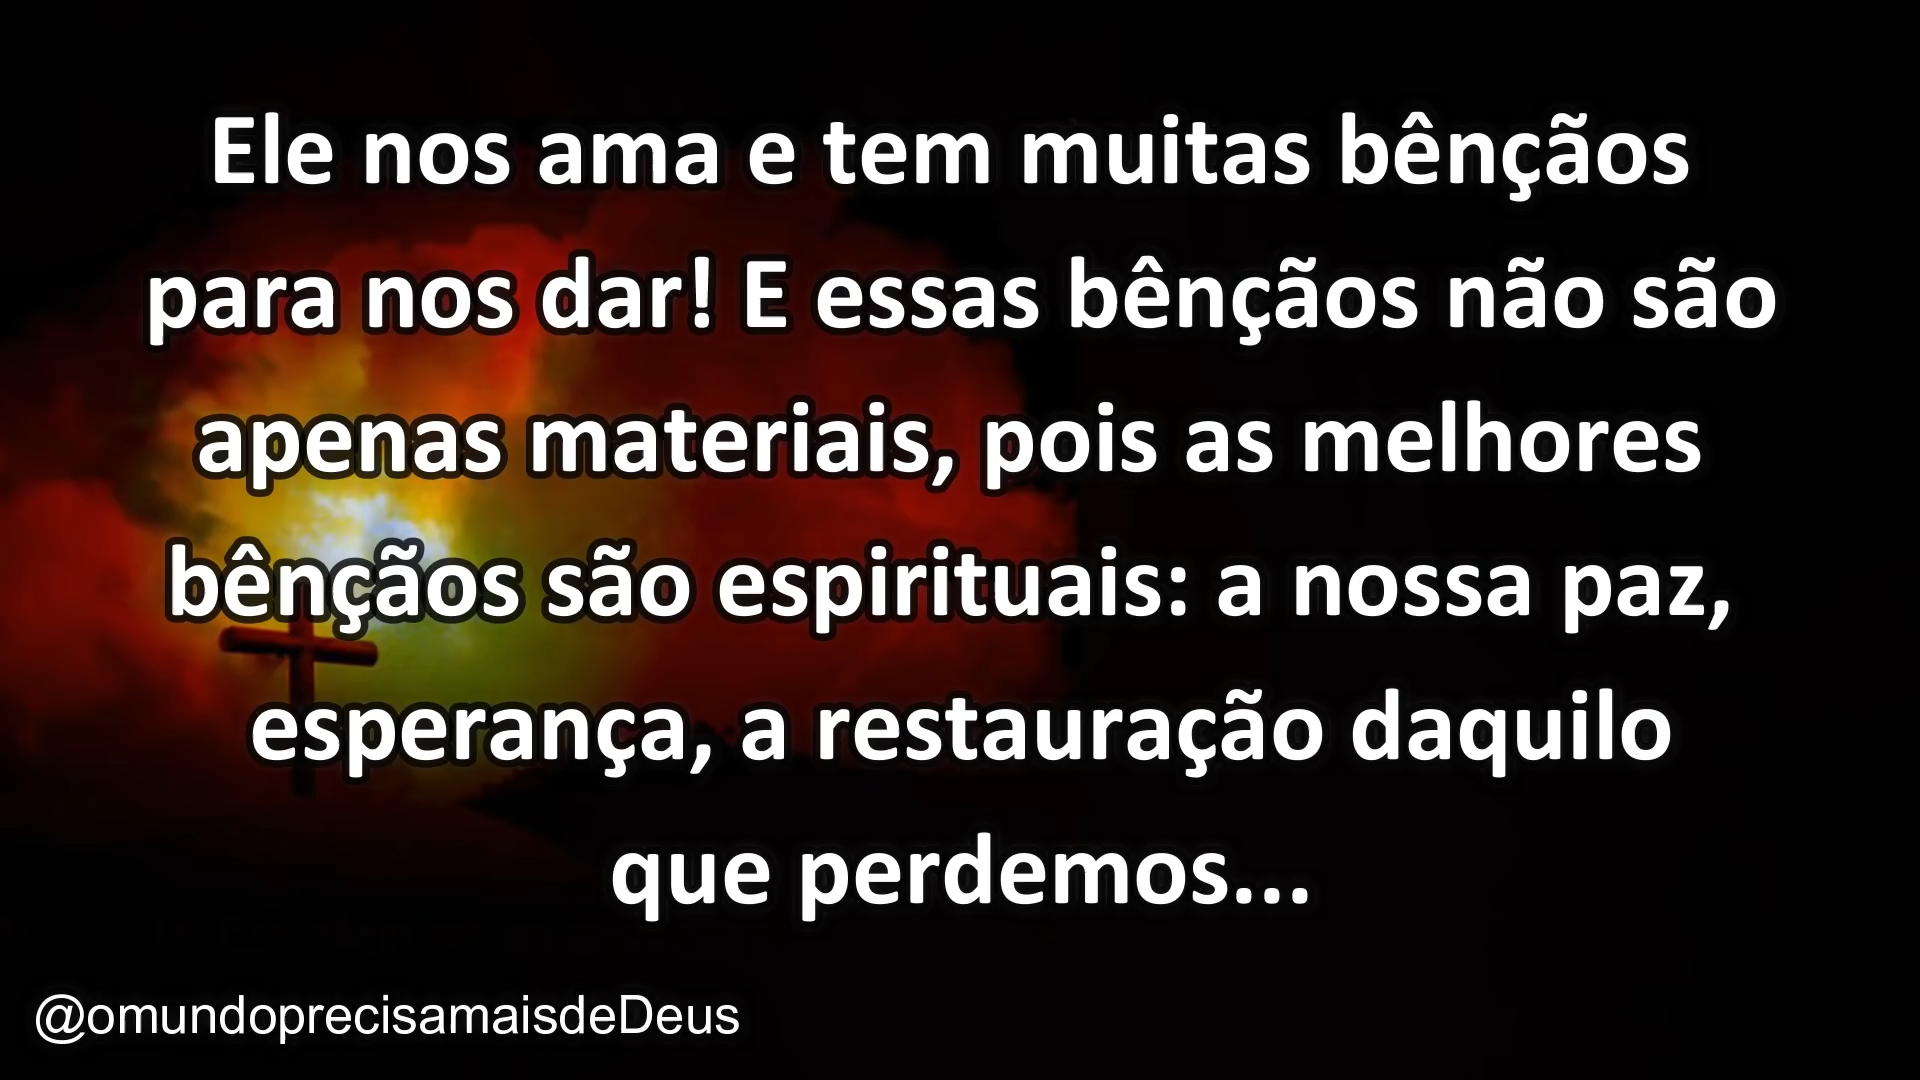 Ele nos ama e tem muitas bênçãos
para nos dar! E essas bênçãos não são
apenas materiais, pois as melhores
bênçãos são espirituais: a nossa paz,
esperança, a restauração daquilo
que perdemos...
@omundoprecisamaisdeDeus